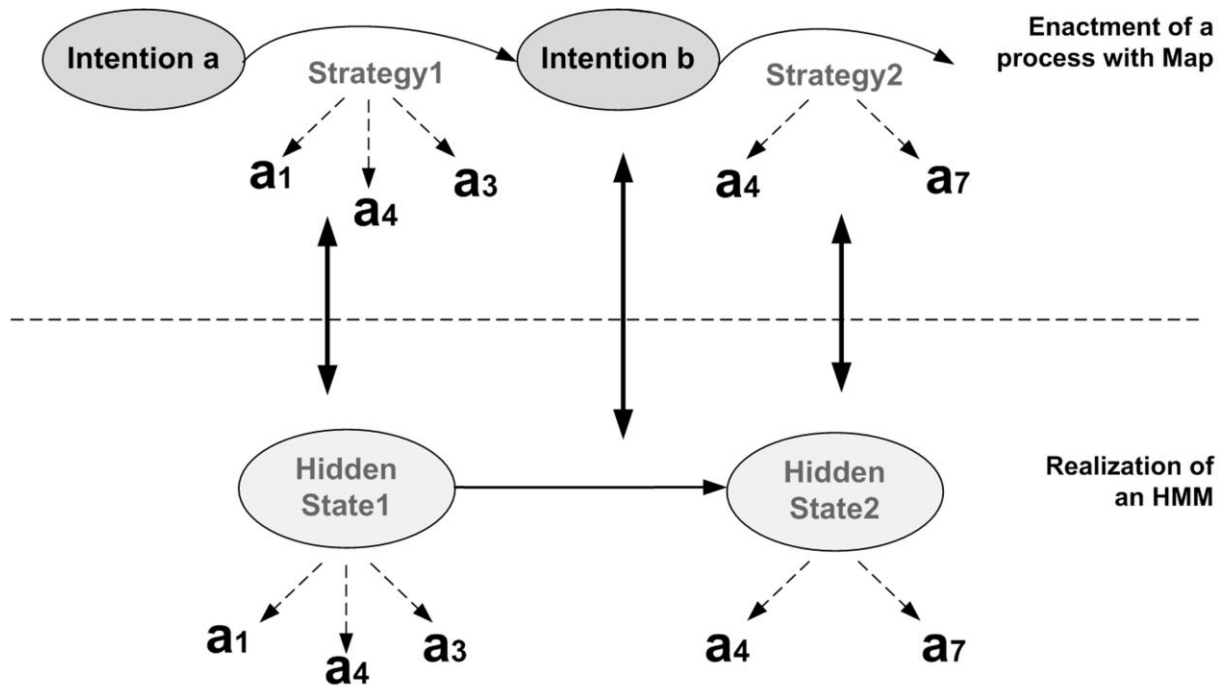 Intention a
Strategy1
Intention b
Strategy2
Enactment of a
process with Map
a1
a4
a3
a4
a7
Hidden
State1
Hidden
State2
Realization of
an HMM
a1
a4
a3
a4
a7